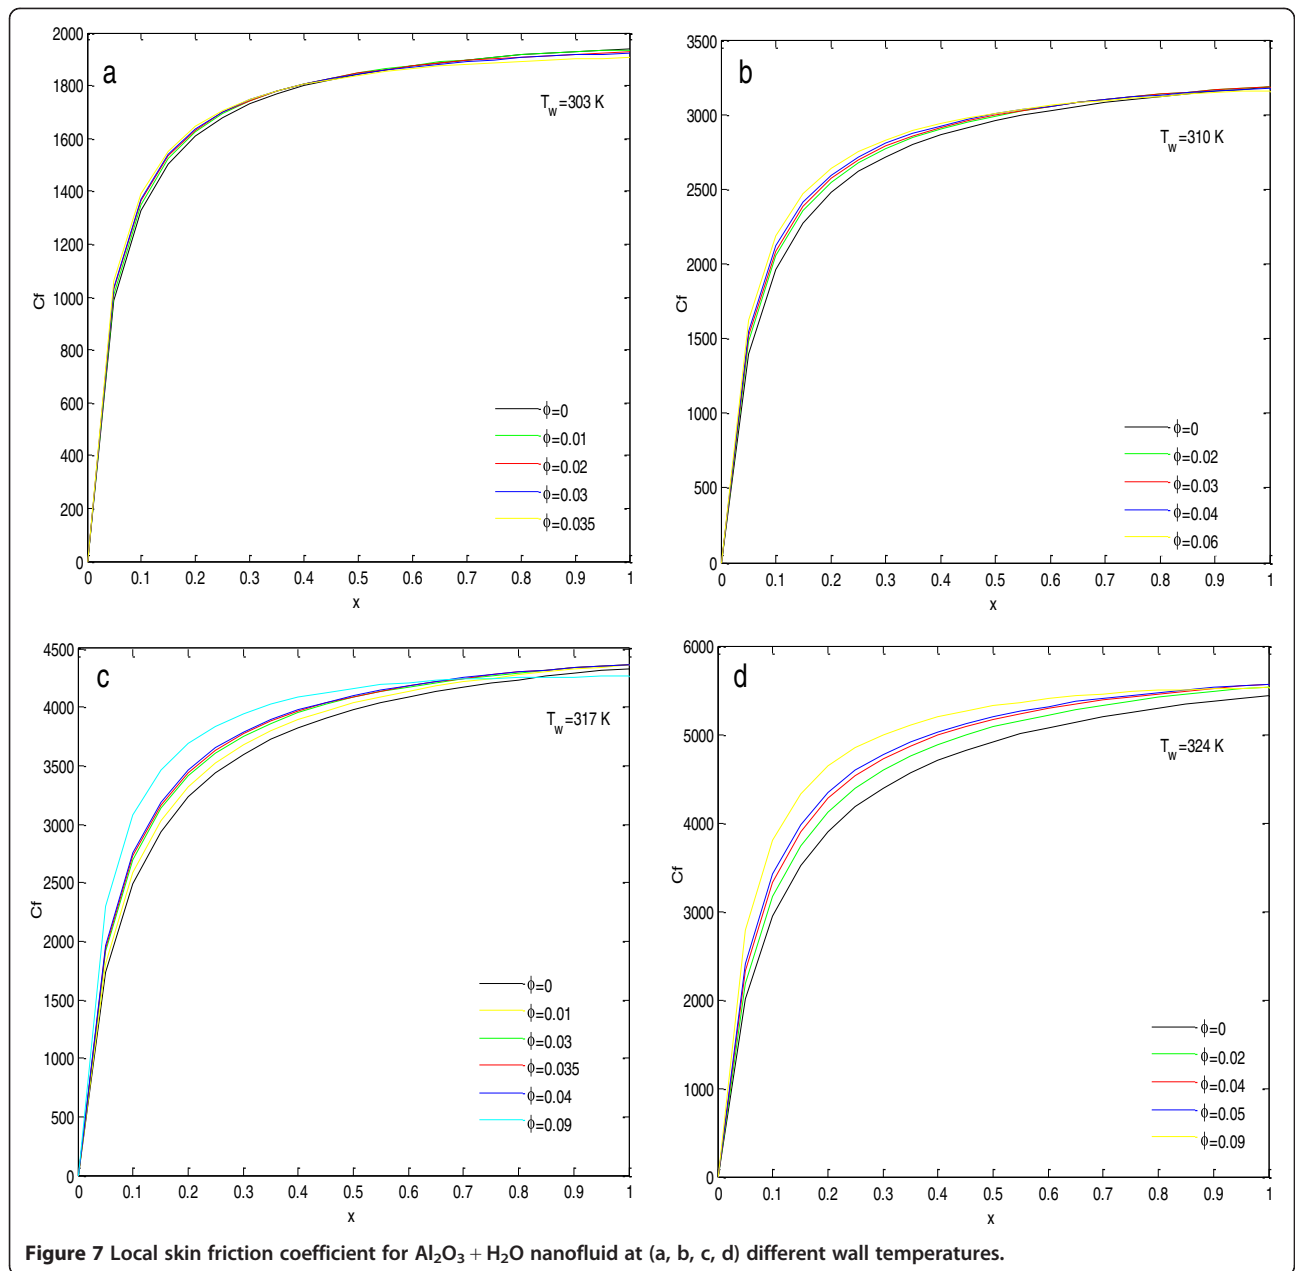 a
T_w=303 K
Cf
2000
1800
1600
1400
1200
1000
800
600
400
200
0
0 0.1 0.2 0.3 0.4 0.5 0.6 0.7 0.8 0.9 1
x
ϕ=0
ϕ=0.01
ϕ=0.02
ϕ=0.03
ϕ=0.035
b
T_w=310 K
Cf
3500
3000
2500
2000
1500
1000
500
0
0 0.1 0.2 0.3 0.4 0.5 0.6 0.7 0.8 0.9 1
x
ϕ=0
ϕ=0.02
ϕ=0.03
ϕ=0.04
ϕ=0.06
c
T_w=317 K
Cf
4500
4000
3500
3000
2500
2000
1500
1000
500
0
0 0.1 0.2 0.3 0.4 0.5 0.6 0.7 0.8 0.9 1
x
ϕ=0
ϕ=0.01
ϕ=0.03
ϕ=0.035
ϕ=0.04
ϕ=0.09
d
T_w=324 K
Cf
6000
5000
4000
3000
2000
1000
0
0 0.1 0.2 0.3 0.4 0.5 0.6 0.7 0.8 0.9 1
x
ϕ=0
ϕ=0.02
ϕ=0.04
ϕ=0.05
ϕ=0.09
Figure 7 Local skin friction coefficient for Al₂O₃ + H₂O nanofluid at (a, b, c, d) different wall temperatures.